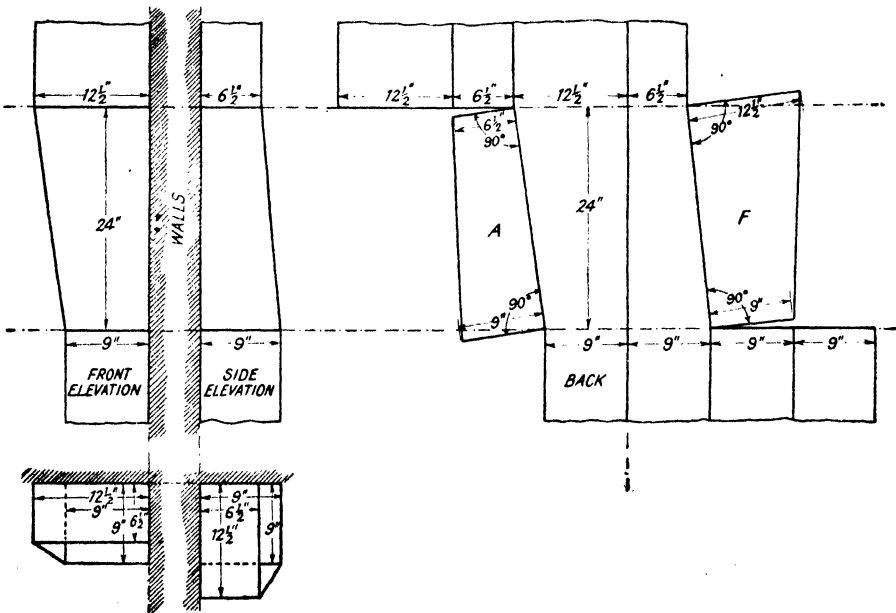 12½" 6½" 12½" 6½" 12½" 6½"
6½" 90° 12½" 90°
24" WALLS 24" A F
90° 9" 90° 9"
9" 9" 9" 9" 9" 9"
FRONT ELEVATION
SIDE ELEVATION
BACK
12½" 9" 9" 6½"
9" 6½" 12½" 9"